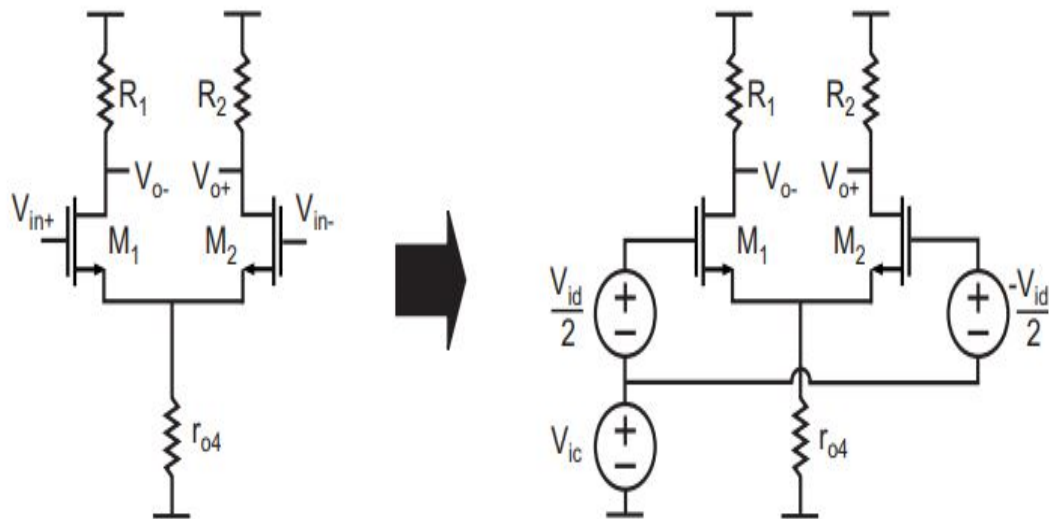 R1
R2
Vo-
Vo+
Vin+
M1
M2
Vin-
ro4
R1
R2
Vo-
Vo+
M1
M2
Vid
2
+
-
-Vid
2
+
-
Vic
+
-
ro4